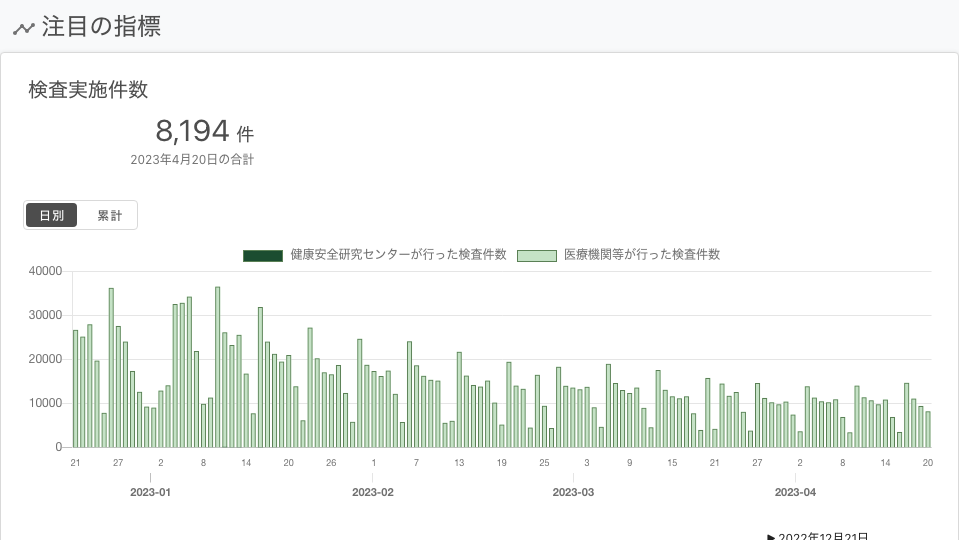 注目の指標
検査実施件数
8,194 件
2023年4月20日の合計
日別 累計
健康安全研究センターが行った検査件数 医療機関等が行った検査件数
40000
30000
20000
10000
0
21 27 2 8 14 20 26 1 7 13 19 25 3 9 15 21 27 2 8 14 20
2023-01 2023-02 2023-03 2023-04
▶ 2022年12月21日